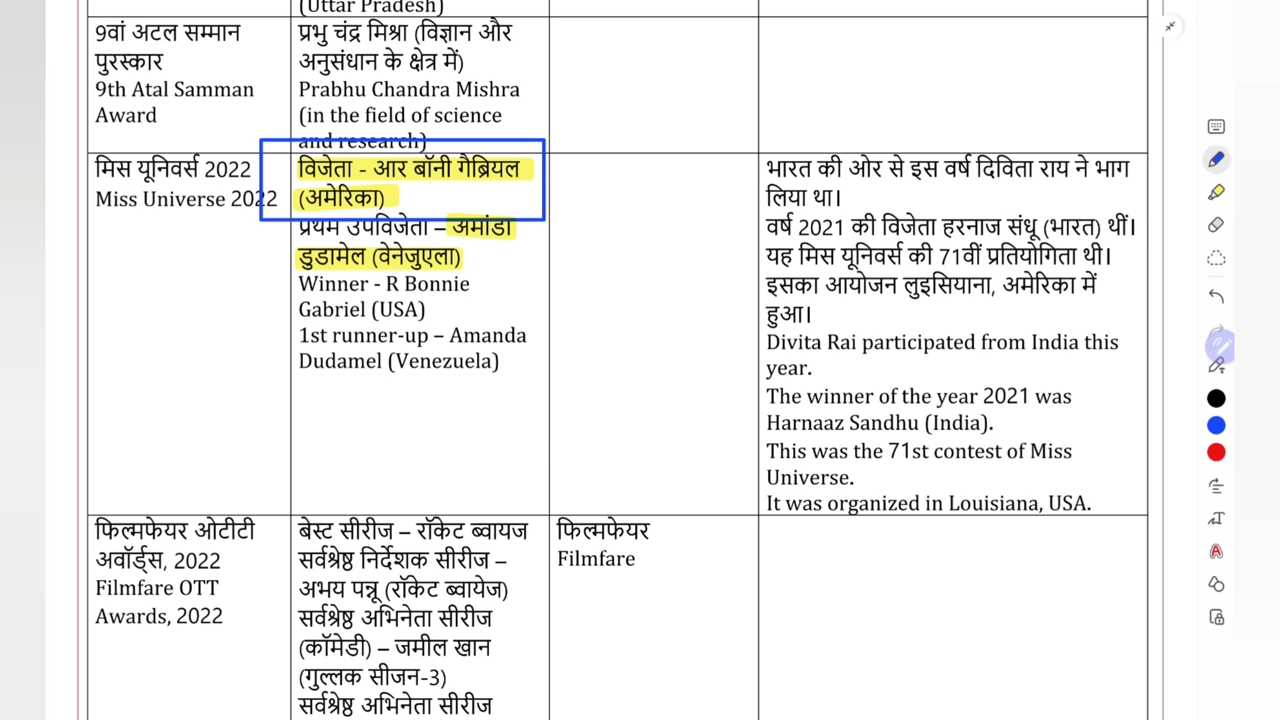 (Uttar Pradesh)
9वां अटल सम्मान
पुरस्कार
9th Atal Samman
Award
प्रभु चंद्र मिश्रा (विज्ञान और
अनुसंधान के क्षेत्र में)
Prabhu Chandra Mishra
(in the field of science
and research)
मिस यूनिवर्स 2022
Miss Universe 2022
विजेता - आर बॉनी गैब्रियल
(अमेरिका)
प्रथम उपविजेता – अमांडा
डुडामेल (वेनेजुएला)
Winner - R Bonnie
Gabriel (USA)
1st runner-up – Amanda
Dudamel (Venezuela)
भारत की ओर से इस वर्ष दिविता राय ने भाग
लिया था।
वर्ष 2021 की विजेता हरनाज संधू (भारत) थीं।
यह मिस यूनिवर्स की 71वीं प्रतियोगिता थी।
इसका आयोजन लुइसियाना, अमेरिका में
हुआ।
Divita Rai participated from India this
year.
The winner of the year 2021 was
Harnaaz Sandhu (India).
This was the 71st contest of Miss
Universe.
It was organized in Louisiana, USA.
फिल्मफेयर ओटीटी
अवॉर्ड्स, 2022
Filmfare OTT
Awards, 2022
बेस्ट सीरीज – रॉकेट ब्वायज
सर्वश्रेष्ठ निर्देशक सीरीज –
अभय पन्नू (रॉकेट ब्वायेज)
सर्वश्रेष्ठ अभिनेता सीरीज
(कॉमेडी) – जमील खान
(गुल्लक सीजन-3)
सर्वश्रेष्ठ अभिनेता सीरीज
फिल्मफेयर
Filmfare